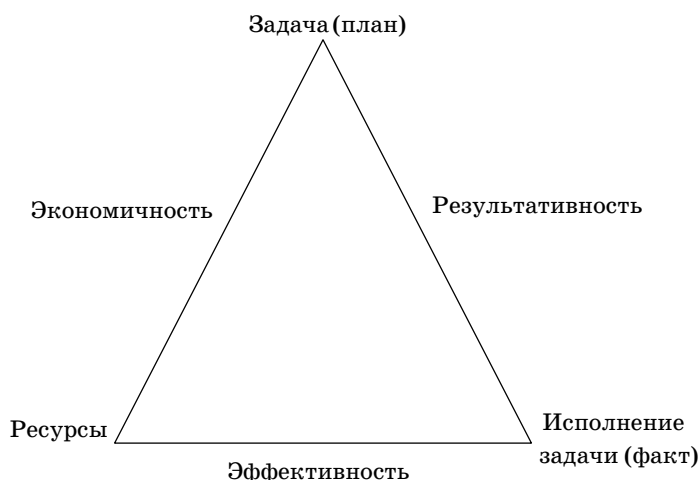 Задача (план)
Экономичность
Результативность
Ресурсы
Исполнение
задачи (факт)
Эффективность